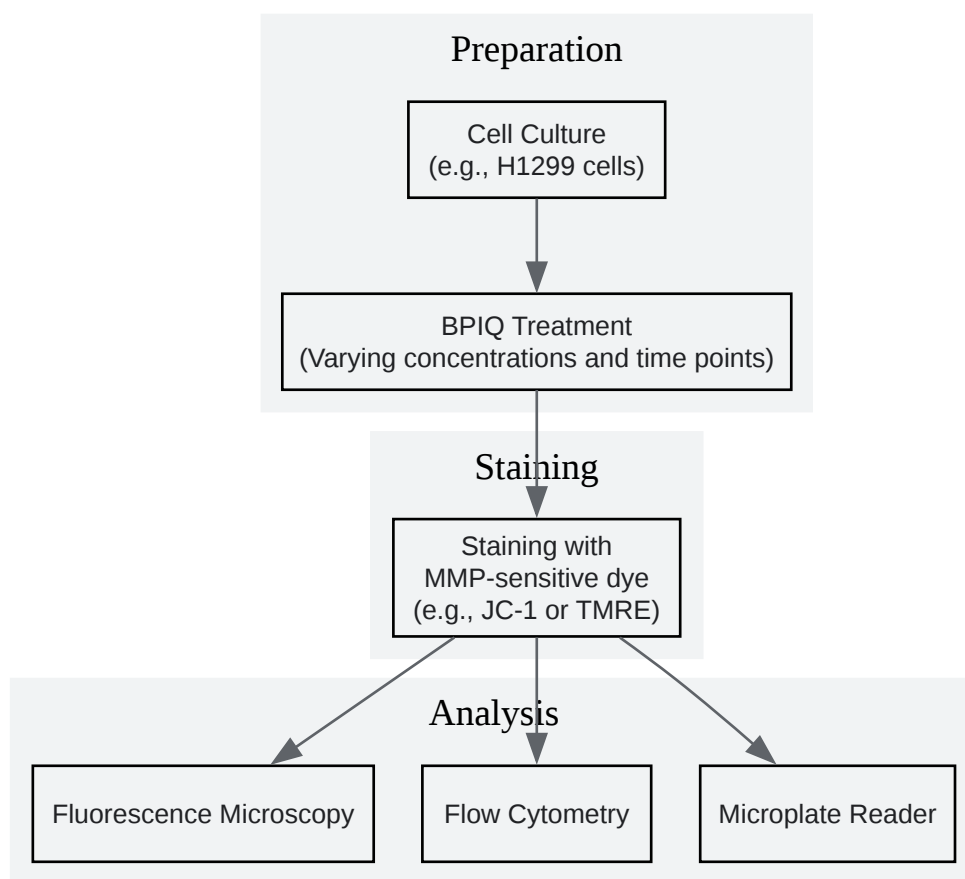 Preparation
Cell Culture
(e.g., H1299 cells)
BPIQ Treatment
(Varying concentrations and time points)
Staining
Staining with
MMP-sensitive dye
(e.g., JC-1 or TMRE)
Analysis
Fluorescence Microscopy
Flow Cytometry
Microplate Reader